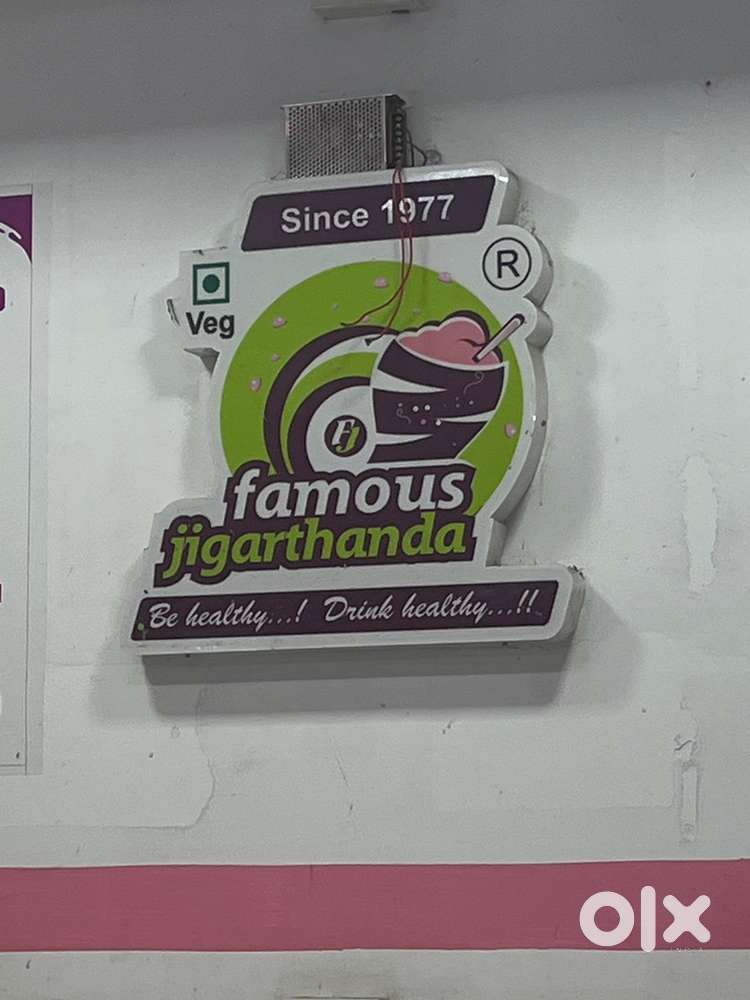 Since 1977
®
Veg
FJ
famous
jigarthanda
Be healthy...! Drink healthy...!!
olx